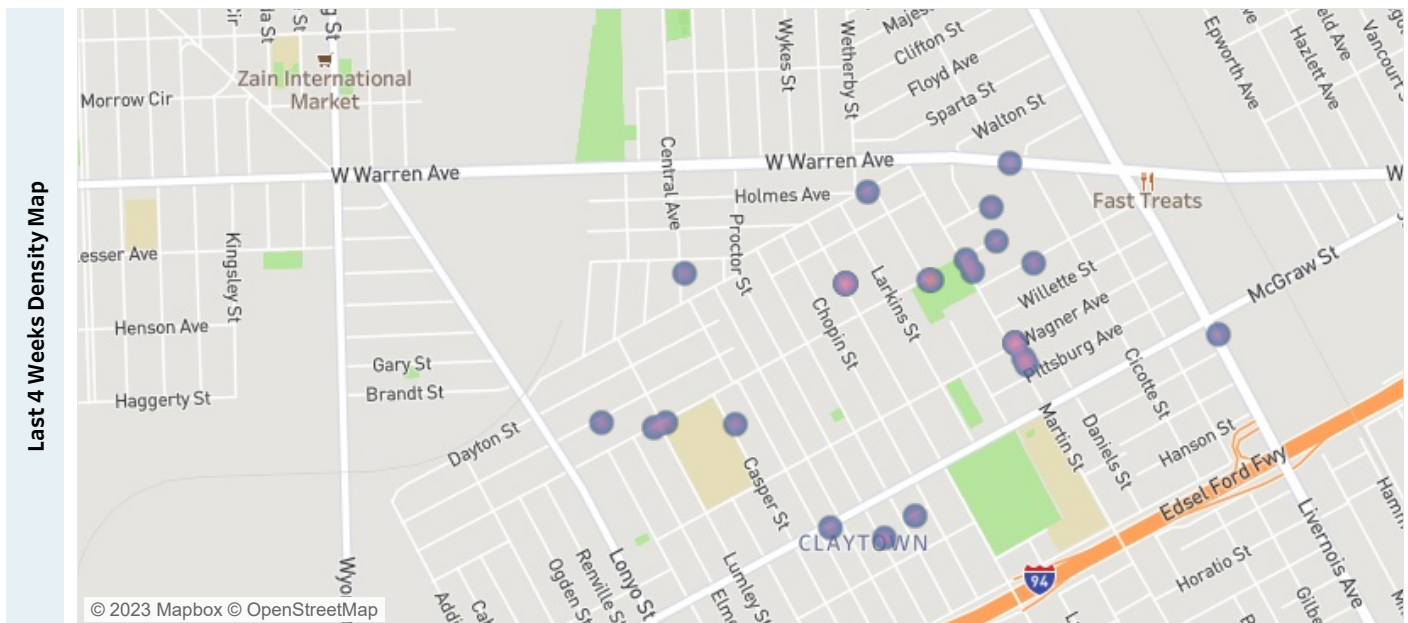 Last 4 Weeks Density Map
Zain International
Market
Morrow Cir
W Warren Ave
W Warren Ave
Central Ave
Wykes St
Wetherby St
Clifton St
Floyd Ave
Sparta St
Walton St
Epworth Ave
Hazlett Ave
Holmes Ave
Proctor St
Fast Treats
Kingsley St
Henson Ave
Haggerty St
Gary St
Brandt St
Chopin St
Larkins St
Willette St
Wagner Ave
Pittsburg Ave
McGraw St
Cicotte St
Dayton St
Casper St
Martin St
Daniels St
Hanson St
Edsel Ford Fwy
CLAYTOWN
94
Livernois Ave
Horatio St
Lonyo St
Renville St
Ogden St
Lumley St
© 2023 Mapbox © OpenStreetMap